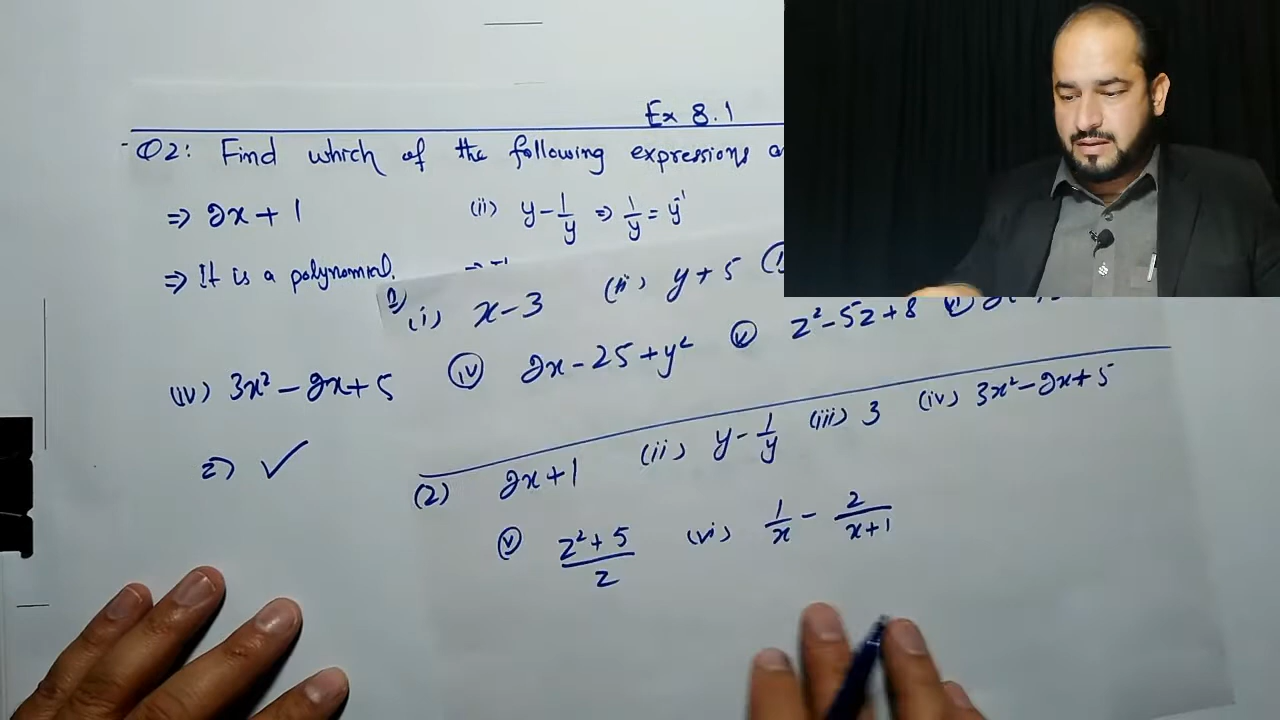 Ex 8.1
Q2: Find which of the following expressions
⇒ 2x + 1 (ii) y - 1/y ⇒ 1/y = y⁻¹
⇒ It is a polynomial.
(i) x - 3 (ii) y + 5
(iv) 2x - 25 + y² (v) z² - 5z + 8
(iv) 3x² - 2x + 5
⇒ ✓
(2) 2x + 1 (ii) y - 1/y (iii) 3 (iv) 3x² - 2x + 5
(v) (z² + 5)/2 (vi) 1/x - 2/(x+1)